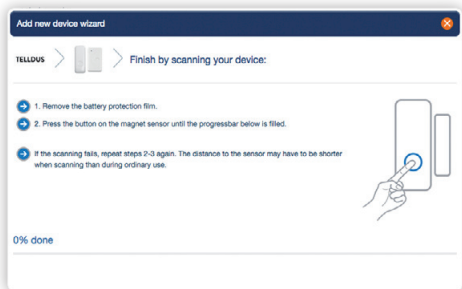 Add new device wizard
TELLDUS
Finish by scanning your device:
1. Remove the battery protection film.
2. Press the button on the magnet sensor until the progressbar below is filled.
If the scanning fails, repeat steps 2-3 again. The distance to the sensor may have to be shorter
when scanning than during ordinary use.
0% done